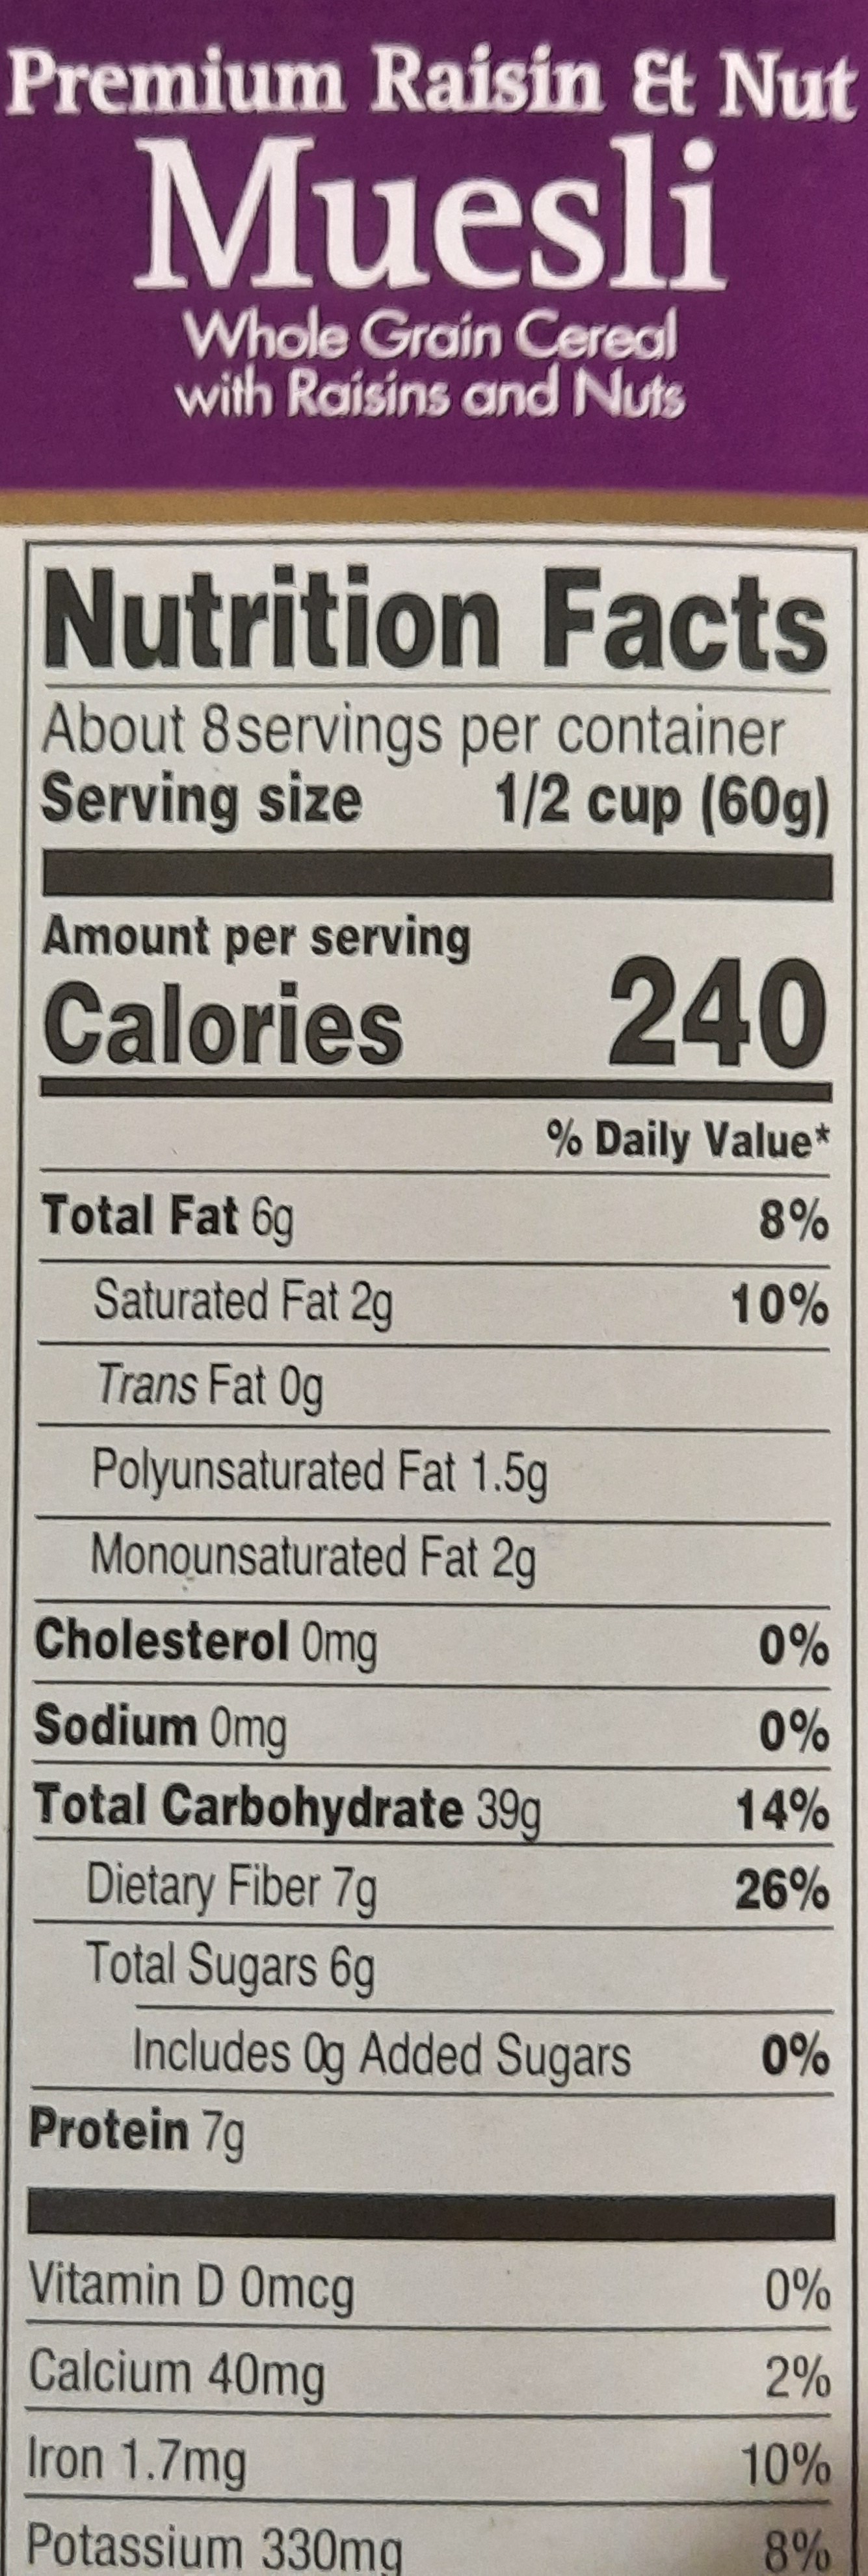 Premium Raisin & Nut
Muesli
Whole Grain Cereal
with Raisins and Nuts
Nutrition Facts
About 8 servings per container
Serving size 1/2 cup (60g)
Amount per serving
Calories 240
% Daily Value*
Total Fat 6g 8%
Saturated Fat 2g 10%
Trans Fat 0g
Polyunsaturated Fat 1.5g
Monounsaturated Fat 2g
Cholesterol 0mg 0%
Sodium 0mg 0%
Total Carbohydrate 39g 14%
Dietary Fiber 7g 26%
Total Sugars 6g
Includes 0g Added Sugars 0%
Protein 7g
Vitamin D 0mcg 0%
Calcium 40mg 2%
Iron 1.7mg 10%
Potassium 330mg 8%